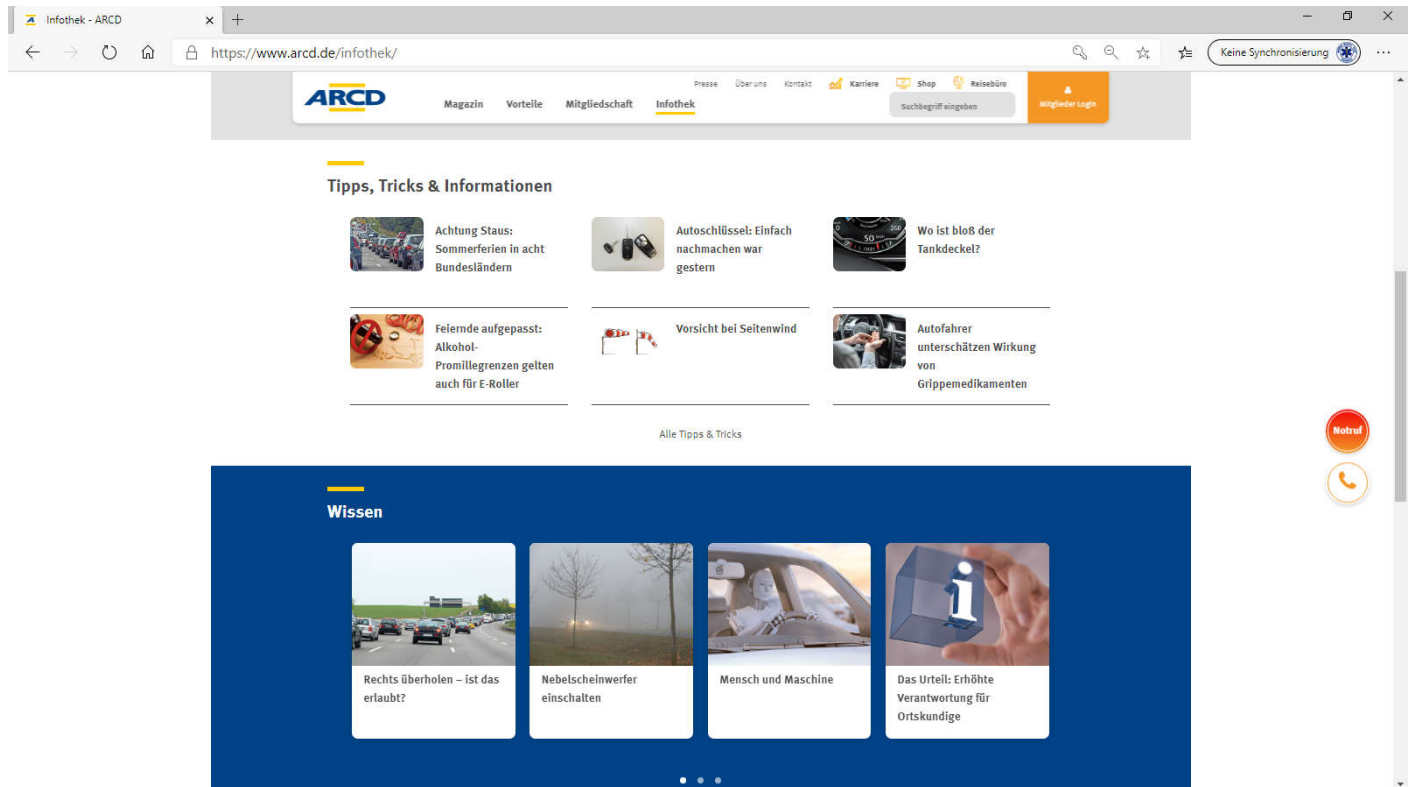 Infothek - ARCD
https://www.arcd.de/infothek/
Keine Synchronisierung
Presse Über uns Kontakt Karriere Shop Reisebüro
ARCD
Magazin Vorteile Mitgliedschaft Infothek
Suchbegriff eingeben
Mitglieder Login
Tipps, Tricks & Informationen
Achtung Staus:
Sommerferien in acht
Bundesländern
Autoschlüssel: Einfach
nachmachen war
gestern
Wo ist bloß der
Tankdeckel?
Feiernde aufgepasst:
Alkohol-
Promillegrenzen gelten
auch für E-Roller
Vorsicht bei Seitenwind
Autofahrer
unterschätzen Wirkung
von
Grippemedikamenten
Alle Tipps & Tricks
Notruf
Wissen
Rechts überholen – ist das
erlaubt?
Nebelscheinwerfer
einschalten
Mensch und Maschine
Das Urteil: Erhöhte
Verantwortung für
Ortskundige